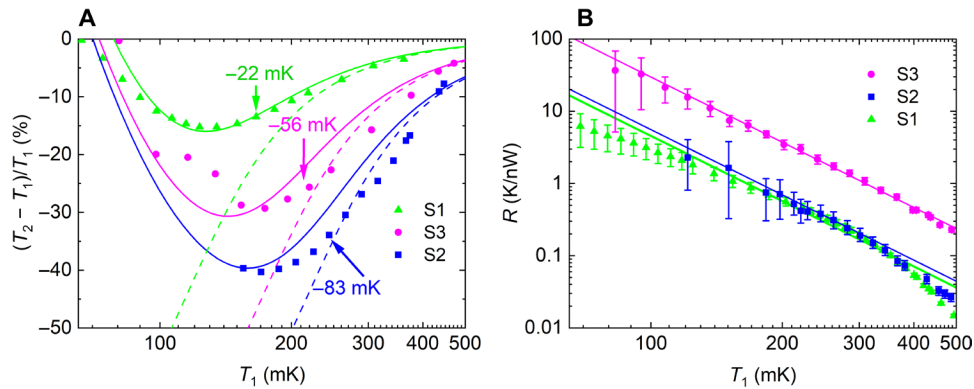 A
0
−10
−20
−30
−40
−50
(T2 − T1)/T1 (%)
–22 mK
–56 mK
–83 mK
S1
S3
S2
100
200
300
400
500
T1 (mK)
B
100
10
1
0.1
0.01
R (K/nW)
S3
S2
S1
100
200
300
400
500
T1 (mK)